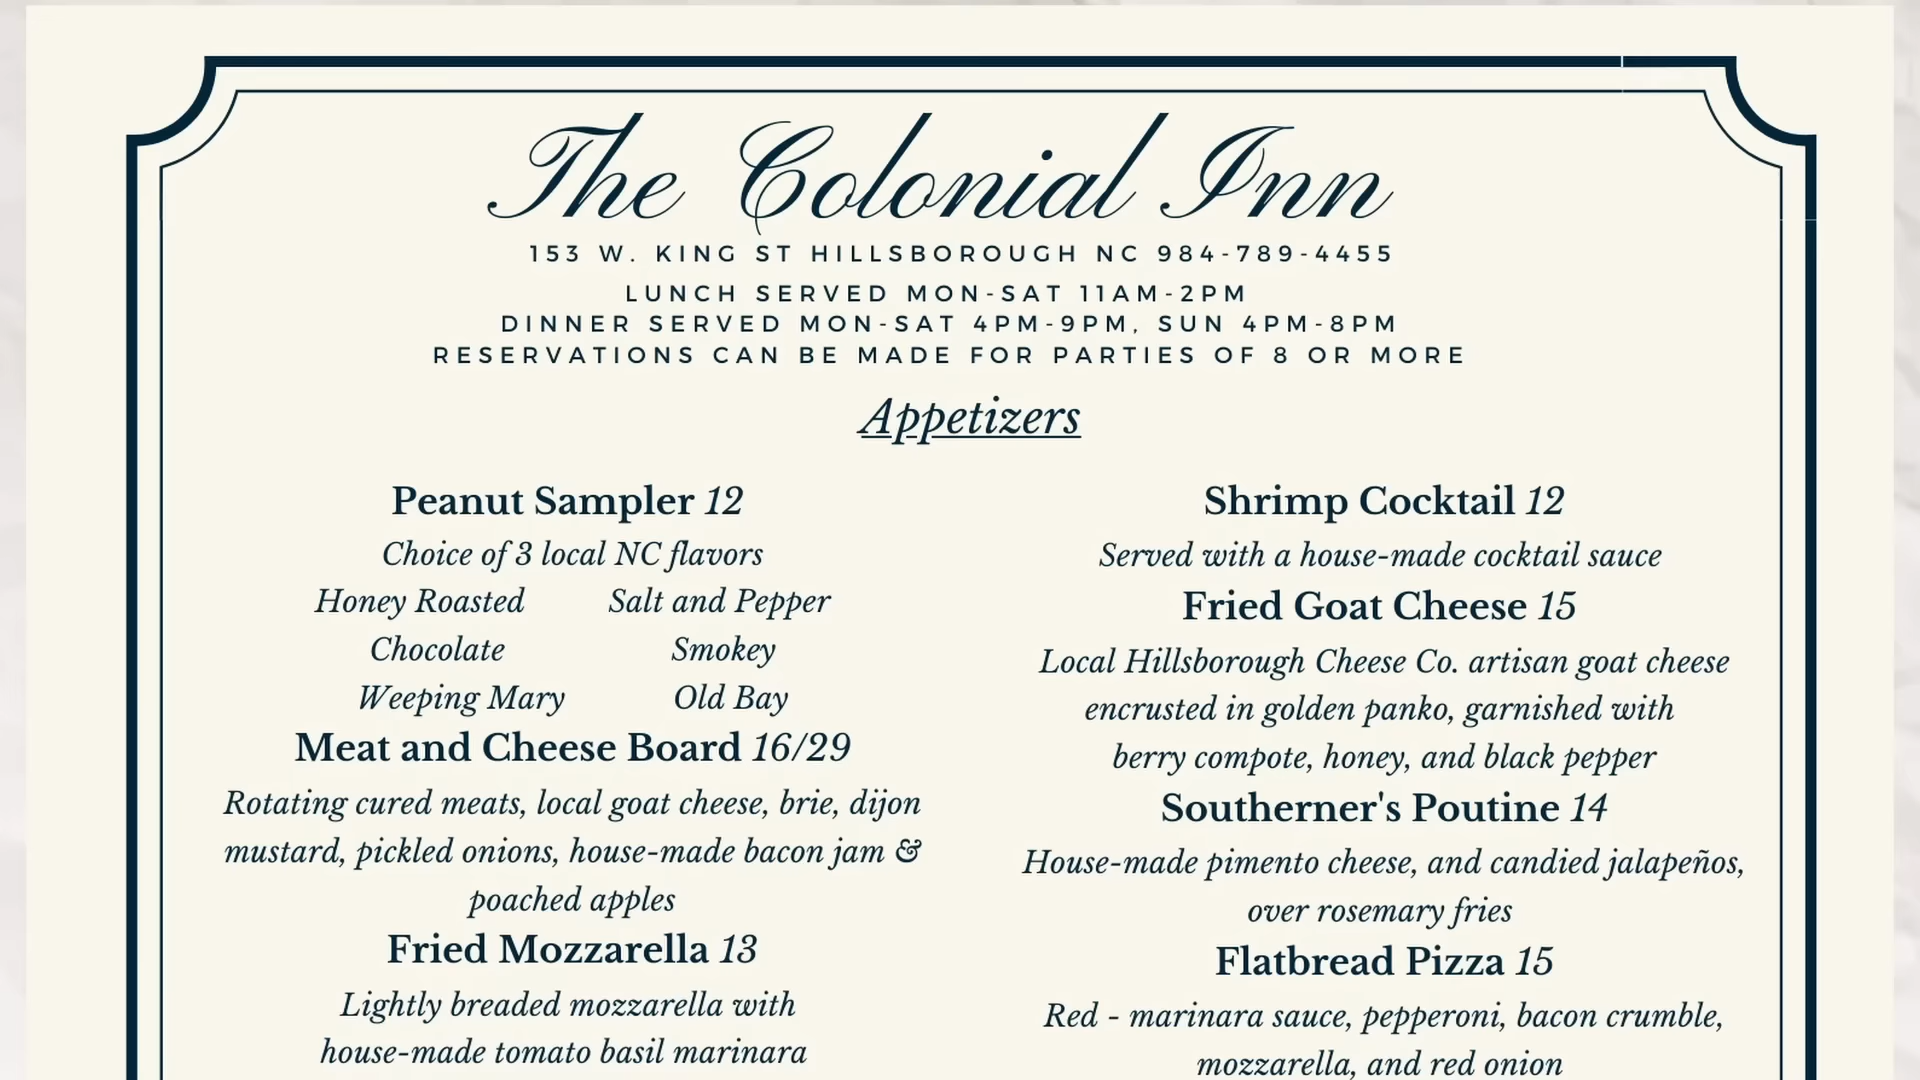 The Colonial Inn
153 W. KING ST HILLSBOROUGH NC 984-789-4455
LUNCH SERVED MON-SAT 11AM-2PM
DINNER SERVED MON-SAT 4PM-9PM, SUN 4PM-8PM
RESERVATIONS CAN BE MADE FOR PARTIES OF 8 OR MORE
Appetizers
Peanut Sampler 12
Choice of 3 local NC flavors
Honey Roasted Salt and Pepper
Chocolate Smokey
Weeping Mary Old Bay
Meat and Cheese Board 16/29
Rotating cured meats, local goat cheese, brie, dijon
mustard, pickled onions, house-made bacon jam &
poached apples
Fried Mozzarella 13
Lightly breaded mozzarella with
house-made tomato basil marinara
Shrimp Cocktail 12
Served with a house-made cocktail sauce
Fried Goat Cheese 15
Local Hillsborough Cheese Co. artisan goat cheese
encrusted in golden panko, garnished with
berry compote, honey, and black pepper
Southerner's Poutine 14
House-made pimento cheese, and candied jalapeños,
over rosemary fries
Flatbread Pizza 15
Red - marinara sauce, pepperoni, bacon crumble,
mozzarella, and red onion